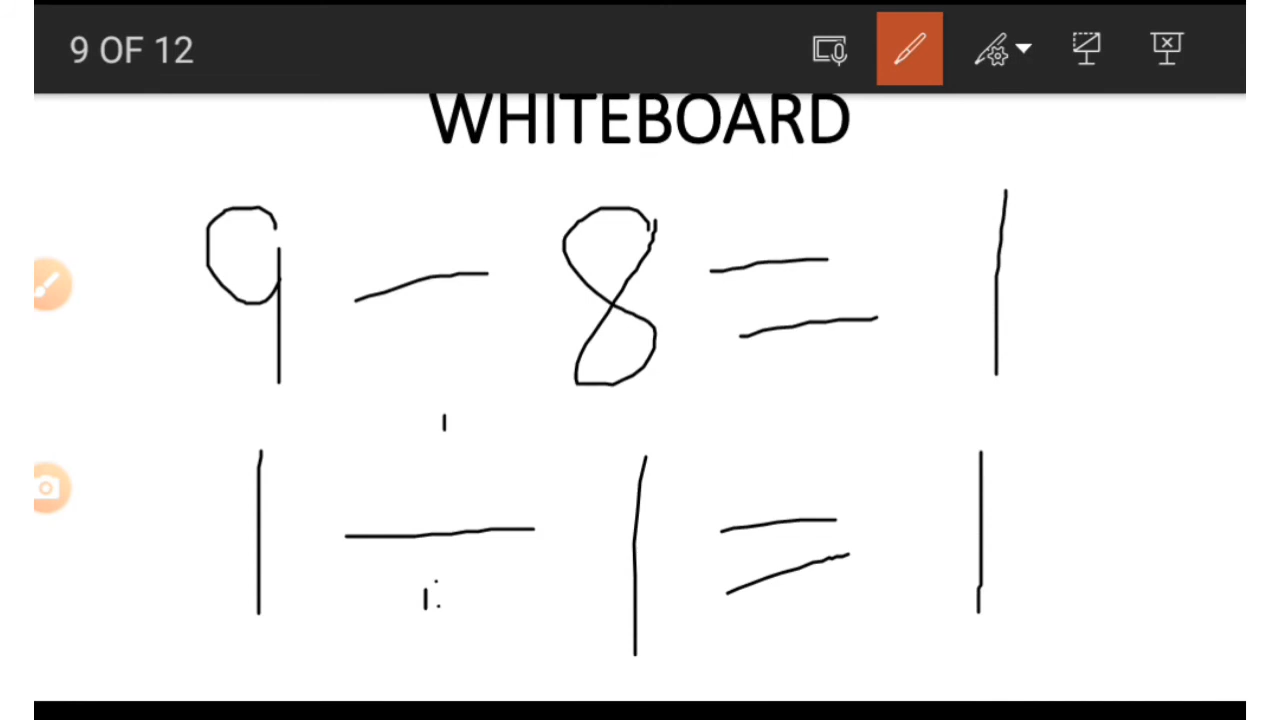 9 OF 12
WHITEBOARD
9 - 8 = 1
1 - 1 = 1